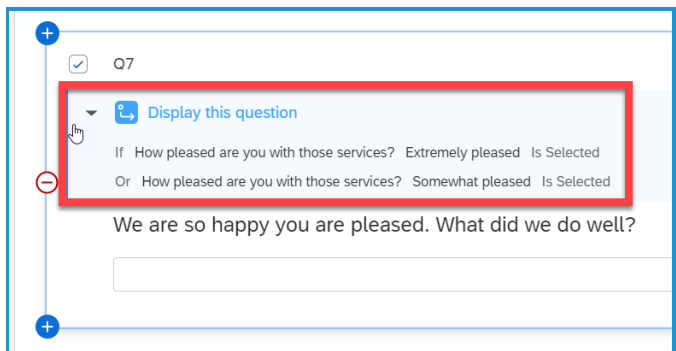 Q7
Display this question
If How pleased are you with those services? Extremely pleased Is Selected
Or How pleased are you with those services? Somewhat pleased Is Selected
We are so happy you are pleased. What did we do well?